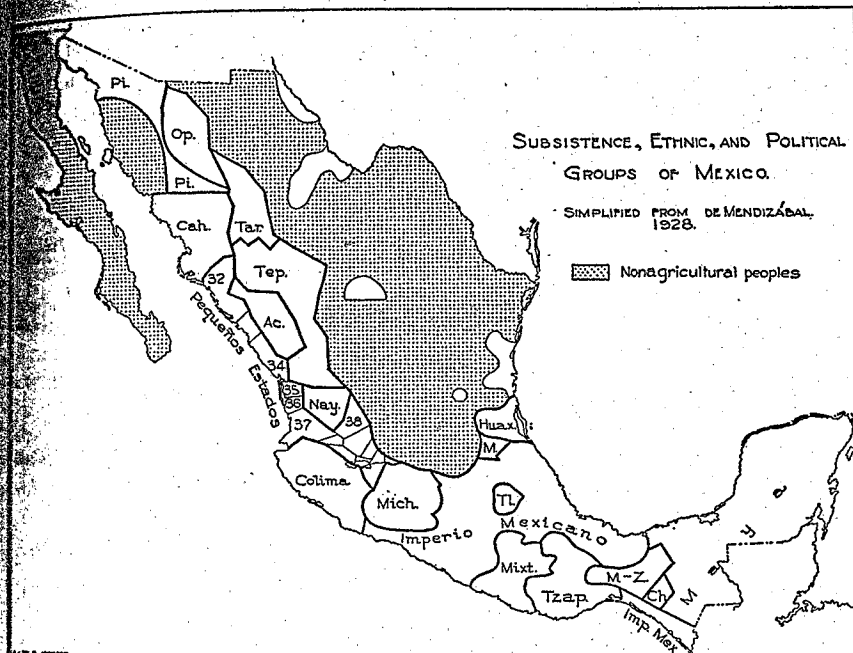 SUBSISTENCE, ETHNIC, AND POLITICAL
GROUPS OF MEXICO.
SIMPLIFIED FROM DE MENDIZÁBAL.
1928.
Nonagricultural peoples
Pi.
Op.
Pi.
Cah.
Tar.
32
Tep.
Pequeños Estados
Ac.
34
35
36
Nay.
37
38
Huax.
M.
Colima
Mich.
Tl.
Imperio Mexicano
Mixt.
Tzap.
M-Z.
Ch.
Maya
Imp. Mex